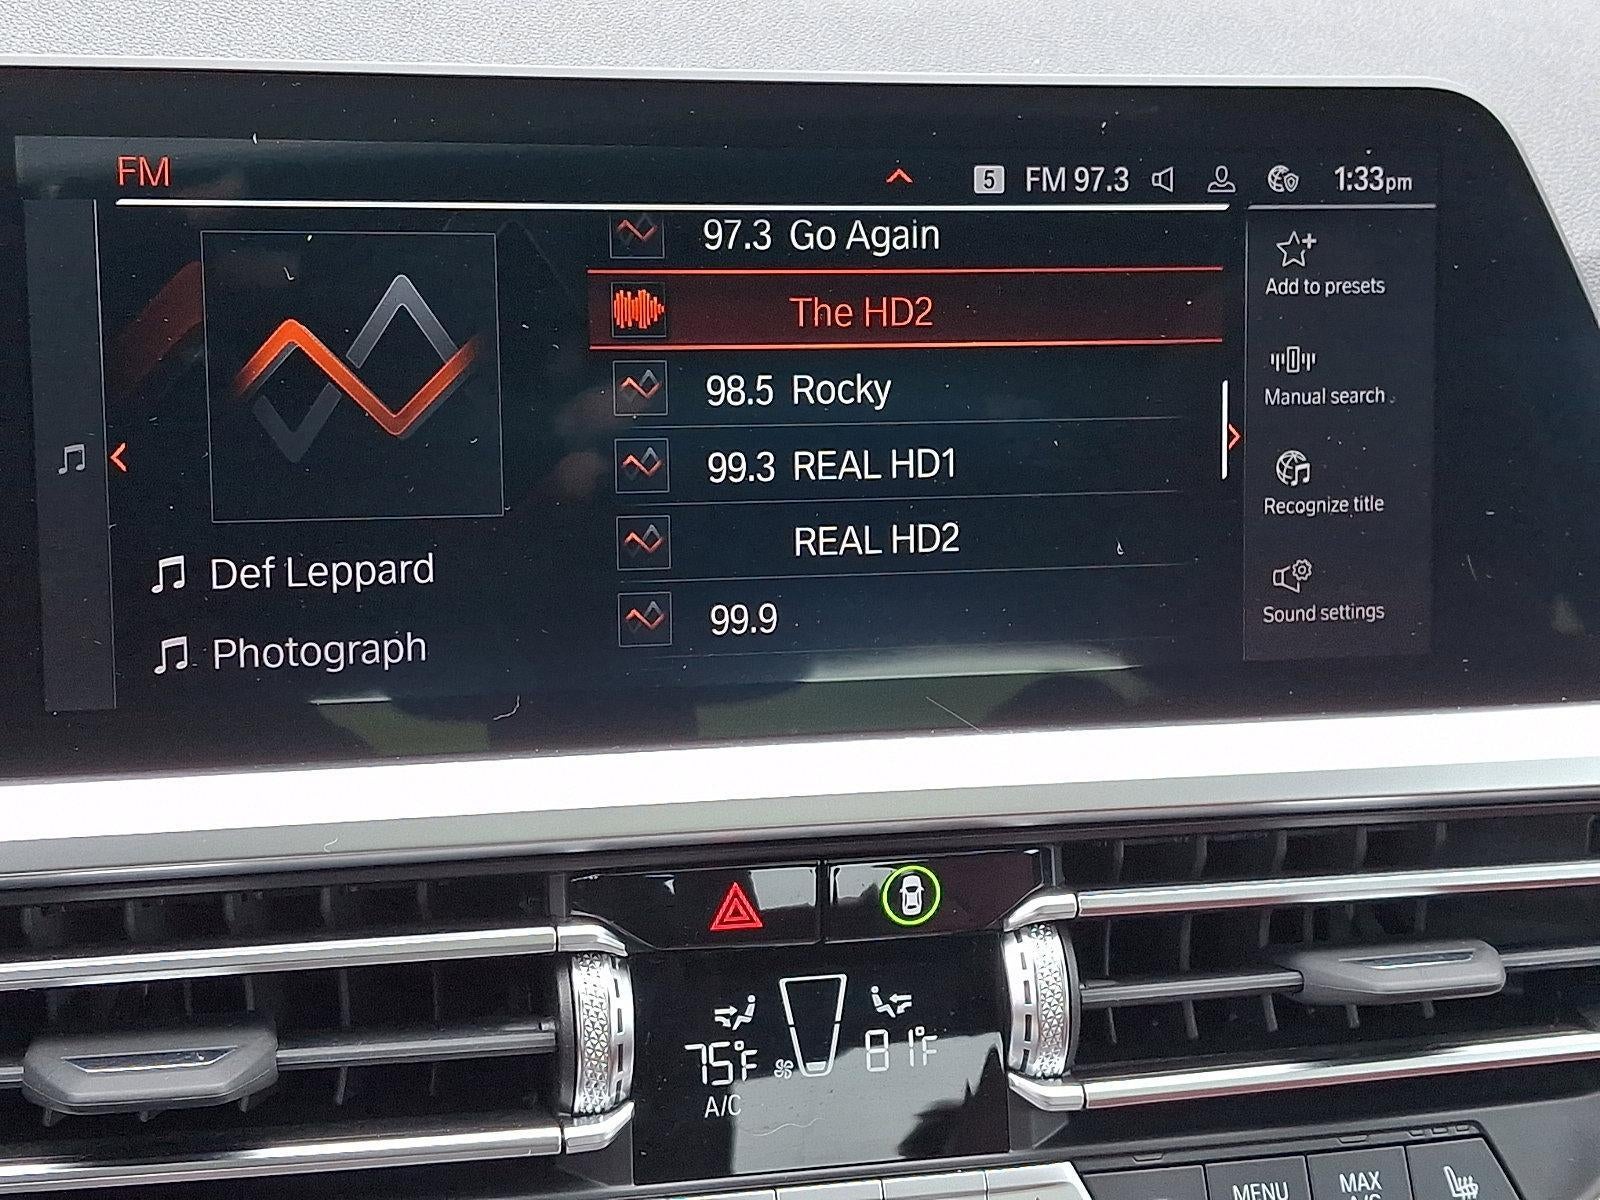 FM
5 FM 97.3 1:33pm
97.3 Go Again
The HD2
98.5 Rocky
99.3 REAL HD1
REAL HD2
99.9
Def Leppard
Photograph
Add to presets
Manual search
Recognize title
Sound settings
75°F 81°F
A/C
MENU
MAX
A/C